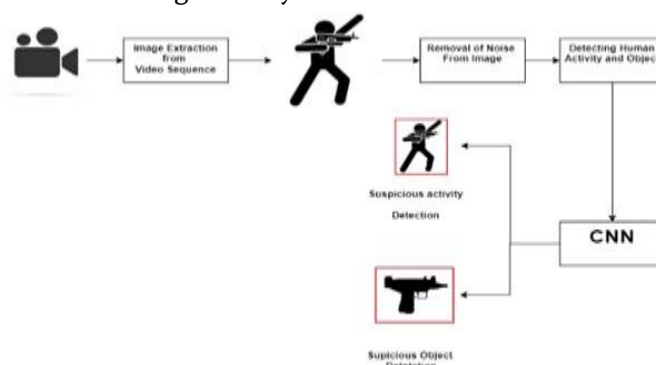 Image Extraction
from
Video Sequence
Removal of Noise
From Image
Detecting Human
Activity and Objec
Suspicious activity
Detection
CNN
Supicious Object